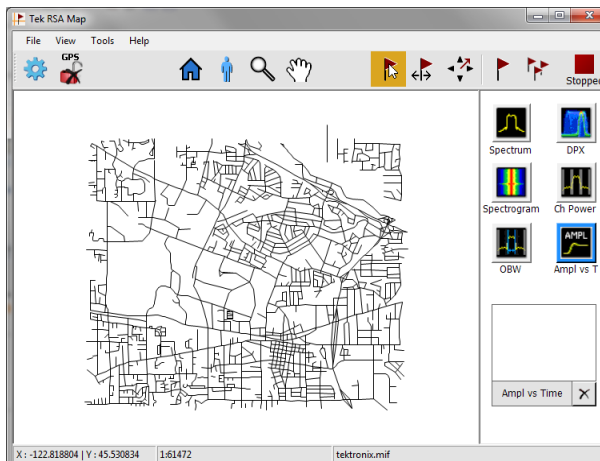 Tek RSA Map
File View Tools Help
GPS
Stopped
Spectrum DPX
Spectrogram Ch Power
AMPL
OBW Ampl vs T
Ampl vs Time
X : -122.818804 | Y : 45.530834 1:61472 tektronix.mif